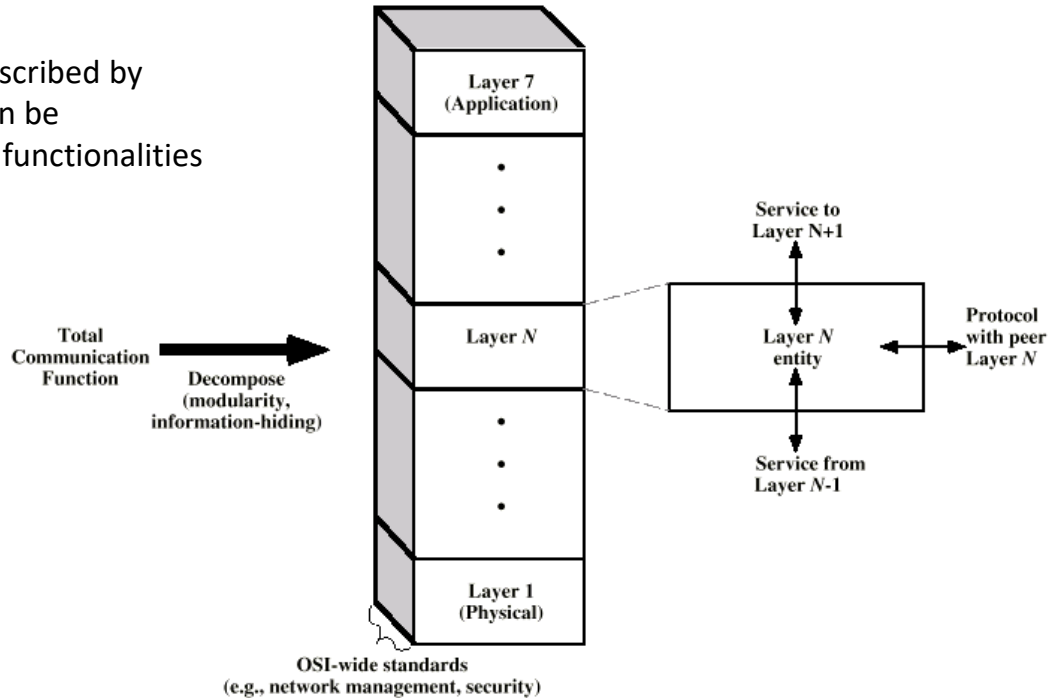 scribed by
n be
functionalities
Layer 7
(Application)
Service to
Layer N+1
Total
Communication
Function
Decompose
(modularity,
information-hiding)
Layer N
Layer N
entity
Protocol
with peer
Layer N
Service from
Layer N-1
Layer 1
(Physical)
OSI-wide standards
(e.g., network management, security)